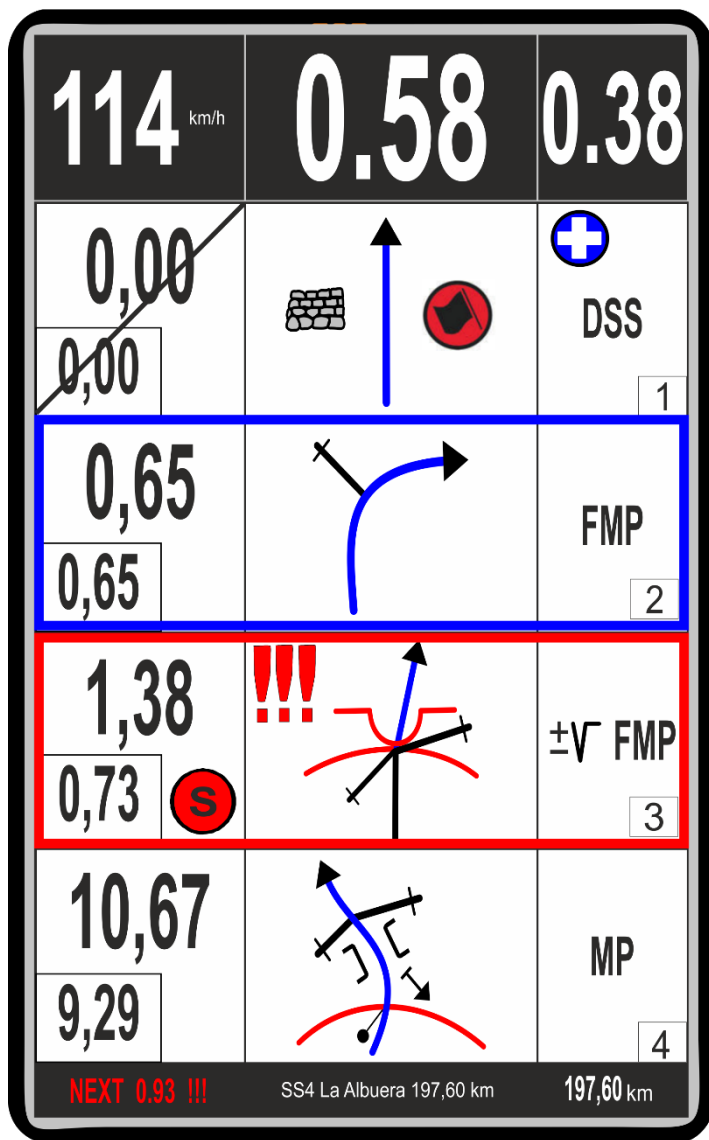 114 km/h 0.58 0.38
0,00
0,00
DSS
1
0,65
0,65
FMP
2
1,38
!!!
0,73
S
±V FMP
3
10,67
9,29
MP
4
NEXT 0.93 !!! SS4 La Albuera 197,60 km 197,60 km